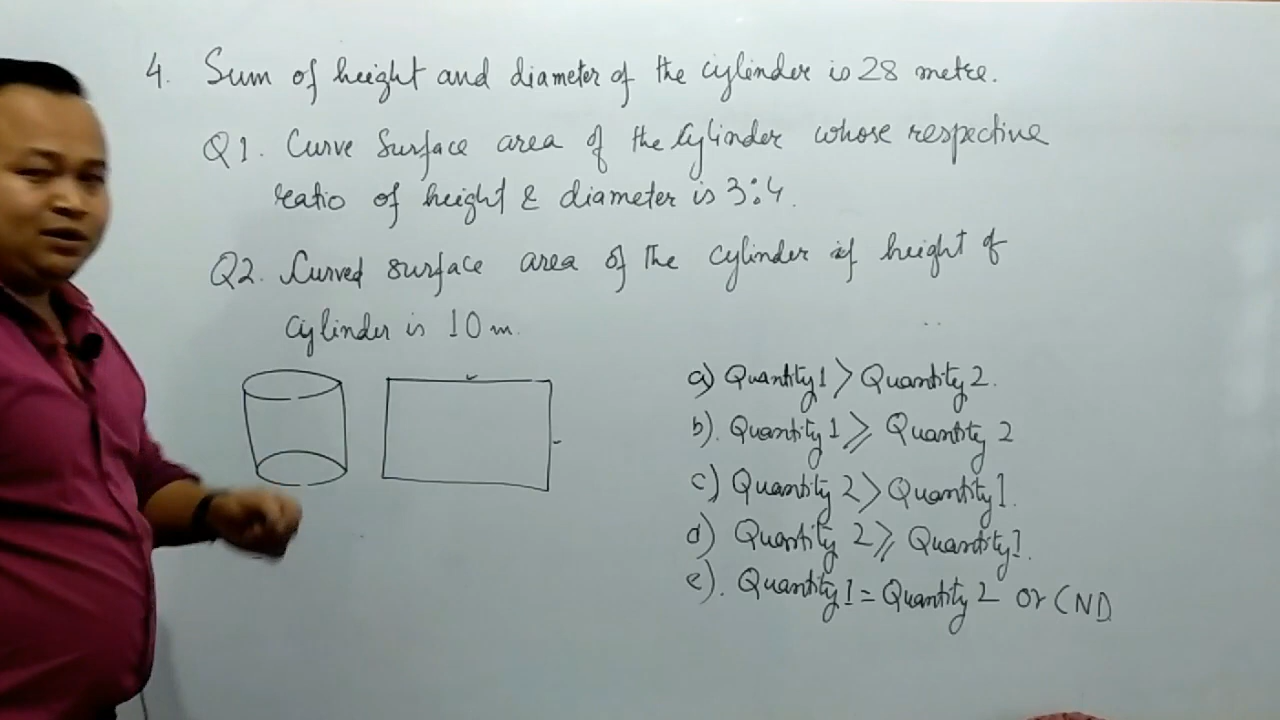 4. Sum of height and diameter of the cylinder is 28 metre.
Q1. Curve Surface area of the Cylinder whose respective
ratio of height & diameter is 3:4.
Q2. Curved surface area of the cylinder if height of
cylinder is 10 m.
a) Quantity 1 > Quantity 2.
b). Quantity 1 ⩾ Quantity 2
c) Quantity 2 > Quantity 1.
d) Quantity 2 ⩾ Quantity 1.
e). Quantity 1 = Quantity 2 or CND